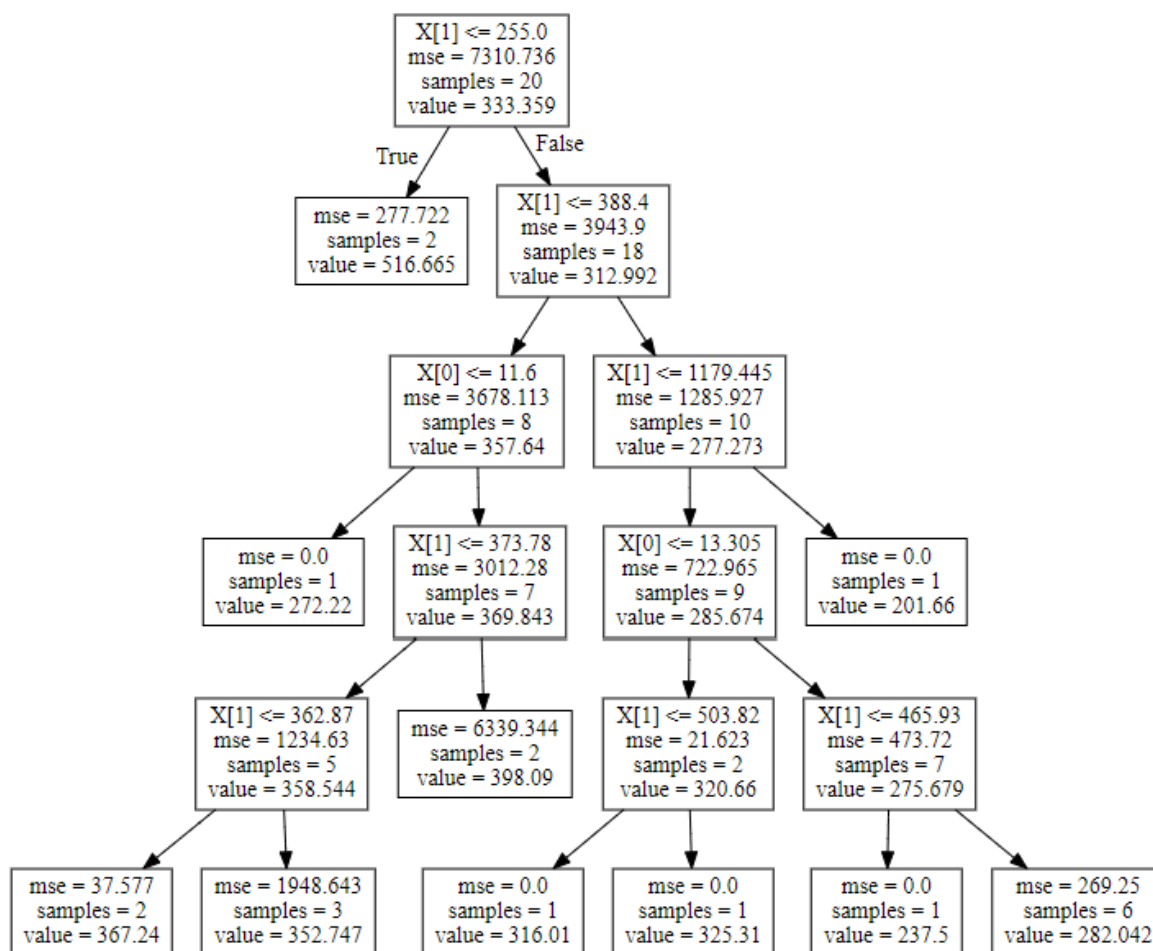 X[1] <= 255.0
mse = 7310.736
samples = 20
value = 333.359
True
False
mse = 277.722
samples = 2
value = 516.665
X[1] <= 388.4
mse = 3943.9
samples = 18
value = 312.992
X[0] <= 11.6
mse = 3678.113
samples = 8
value = 357.64
X[1] <= 1179.445
mse = 1285.927
samples = 10
value = 277.273
mse = 0.0
samples = 1
value = 272.22
X[1] <= 373.78
mse = 3012.28
samples = 7
value = 369.843
X[0] <= 13.305
mse = 722.965
samples = 9
value = 285.674
mse = 0.0
samples = 1
value = 201.66
X[1] <= 362.87
mse = 1234.63
samples = 5
value = 358.544
mse = 6339.344
samples = 2
value = 398.09
X[1] <= 503.82
mse = 21.623
samples = 2
value = 320.66
X[1] <= 465.93
mse = 473.72
samples = 7
value = 275.679
mse = 37.577
samples = 2
value = 367.24
mse = 1948.643
samples = 3
value = 352.747
mse = 0.0
samples = 1
value = 316.01
mse = 0.0
samples = 1
value = 325.31
mse = 0.0
samples = 1
value = 237.5
mse = 269.25
samples = 6
value = 282.042